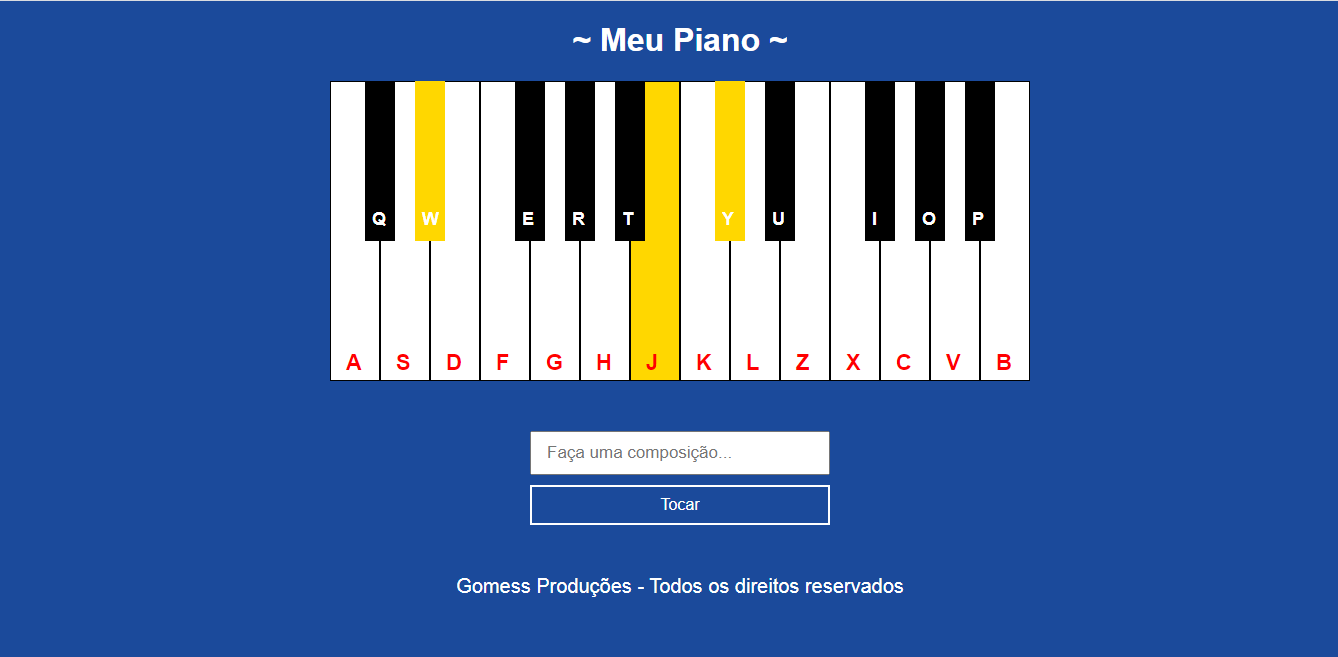 ~ Meu Piano ~
Q W E R T Y U I O P
A S D F G H J K L Z X C V B
Faça uma composição...
Tocar
Gomess Produções - Todos os direitos reservados